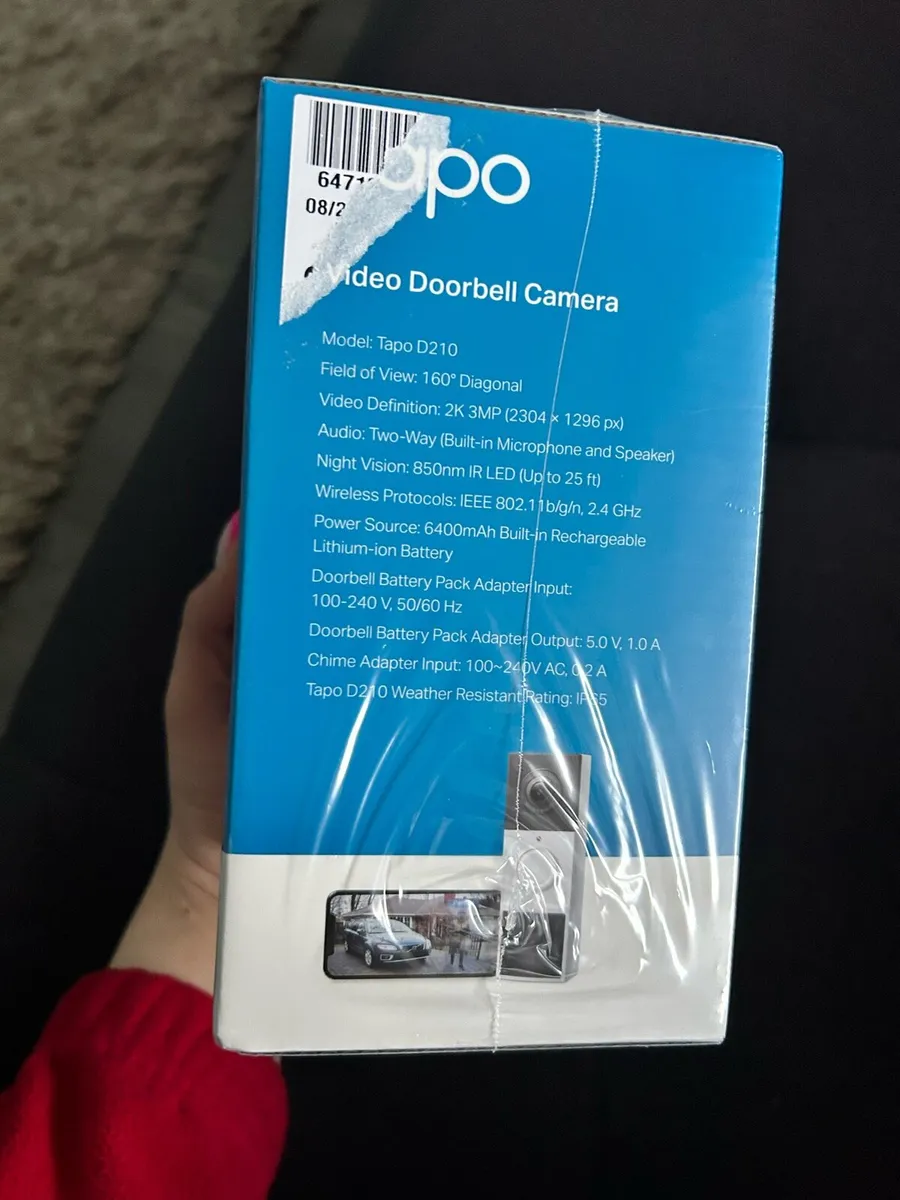 6471
08/2
apo
Video Doorbell Camera
Model: Tapo D210
Field of View: 160° Diagonal
Video Definition: 2K 3MP (2304 × 1296 px)
Audio: Two-Way (Built-in Microphone and Speaker)
Night Vision: 850nm IR LED (Up to 25 ft)
Wireless Protocols: IEEE 802.11b/g/n, 2.4 GHz
Power Source: 6400mAh Built-in Rechargeable
Lithium-ion Battery
Doorbell Battery Pack Adapter Input:
100-240 V, 50/60 Hz
Doorbell Battery Pack Adapter Output: 5.0 V, 1.0 A
Chime Adapter Input: 100~240V AC, 0.2 A
Tapo D210 Weather Resistant Rating: IP65